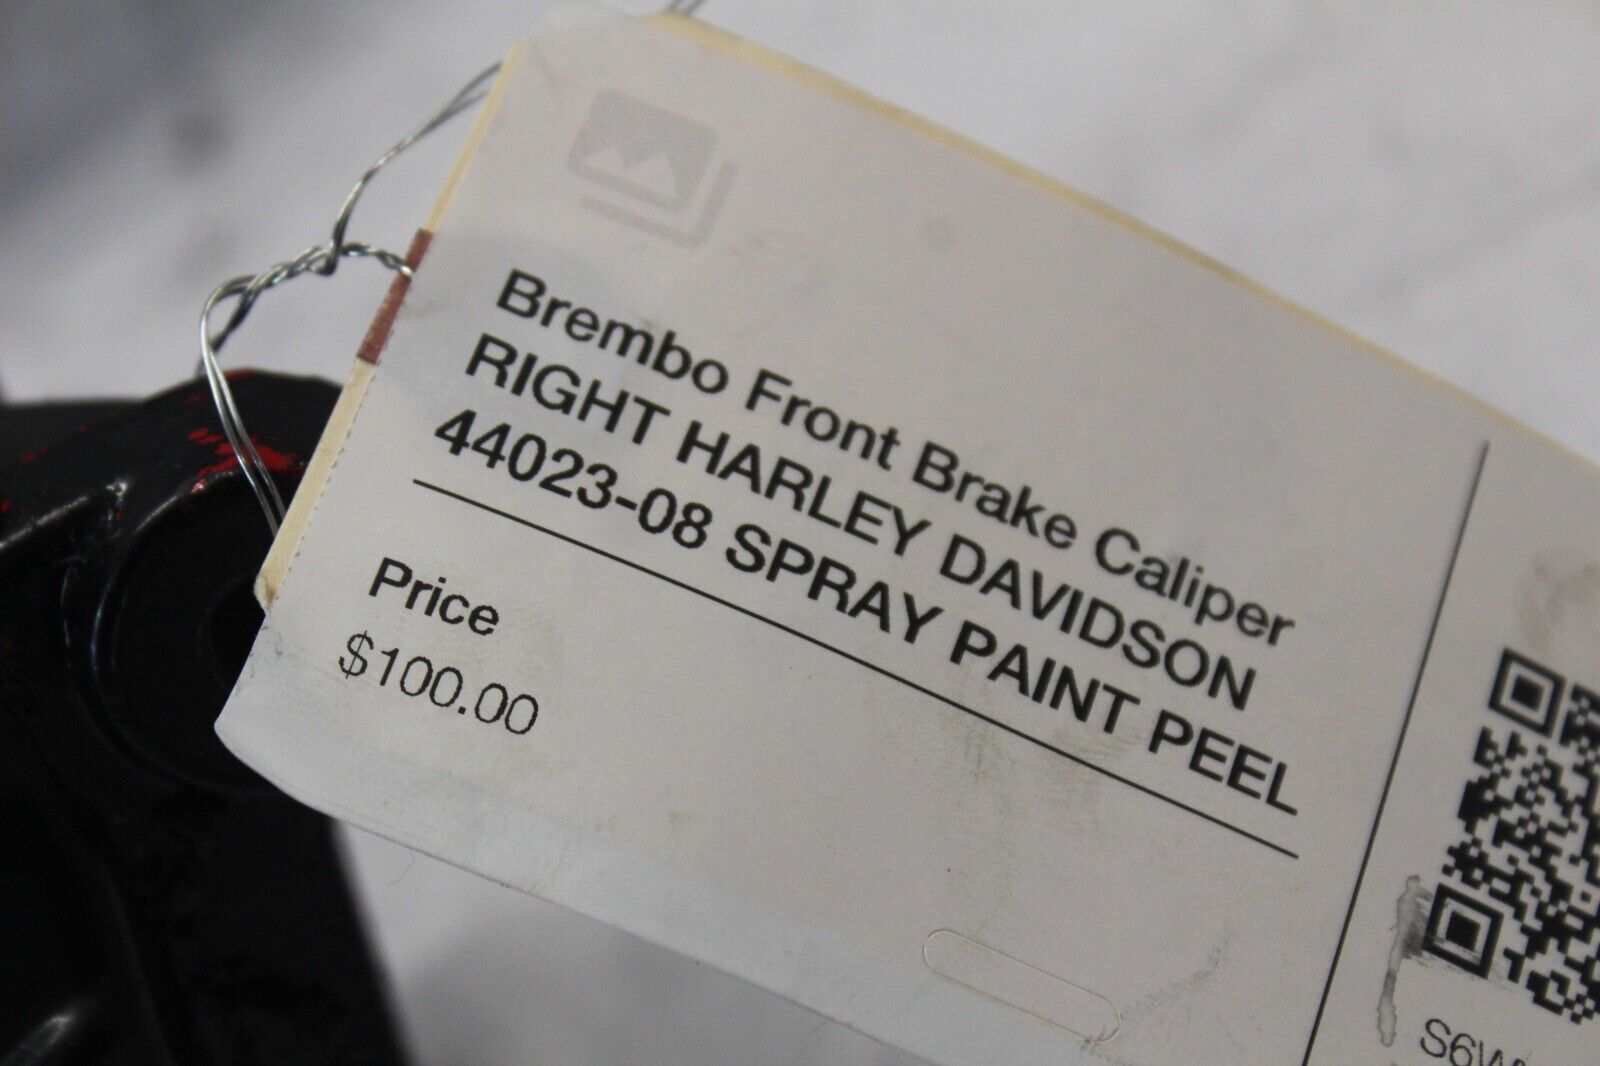 Brembo Front Brake Caliper
RIGHT HARLEY DAVIDSON
44023-08 SPRAY PAINT PEEL
Price
$100.00